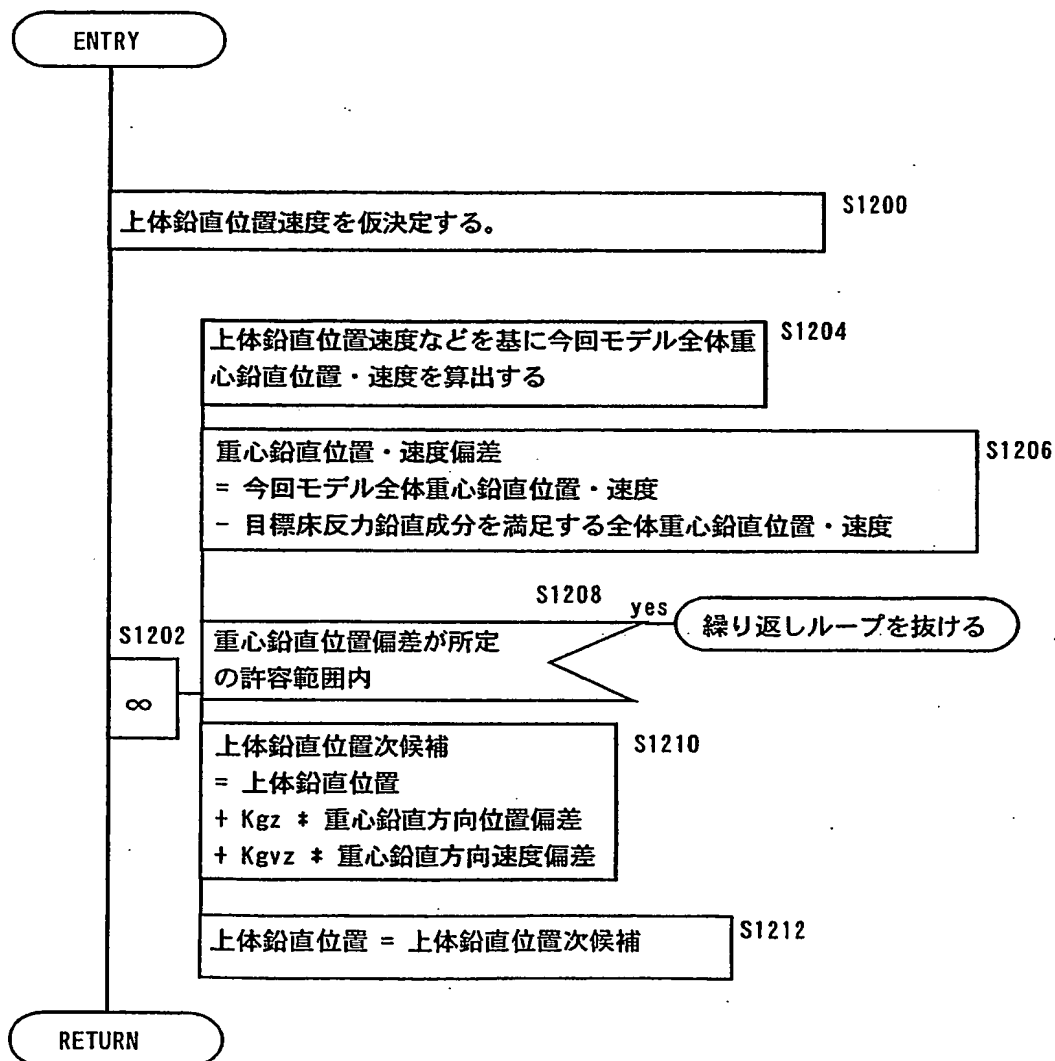 ENTRY
S1200
上体鉛直位置速度を仮決定する。
S1204
上体鉛直位置速度などを基に今回モデル全体重
心鉛直位置・速度を算出する
S1206
重心鉛直位置・速度偏差
= 今回モデル全体重心鉛直位置・速度
- 目標床反力鉛直成分を満足する全体重心鉛直位置・速度
S1208
yes
繰り返しループを抜ける
S1202
∞
重心鉛直位置偏差が所定
の許容範囲内
S1210
上体鉛直位置次候補
= 上体鉛直位置
+ Kgz * 重心鉛直方向位置偏差
+ Kgvz * 重心鉛直方向速度偏差
S1212
上体鉛直位置 = 上体鉛直位置次候補
RETURN